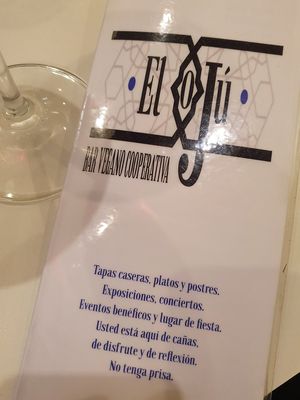 El oJú
BAR VEGANO COOPERATIVA
Tapas caseras, platos y postres.
Exposiciones, conciertos.
Eventos benéficos y lugar de fiesta.
Usted está aquí de cañas,
de disfrute y de reflexión.
No tenga prisa.